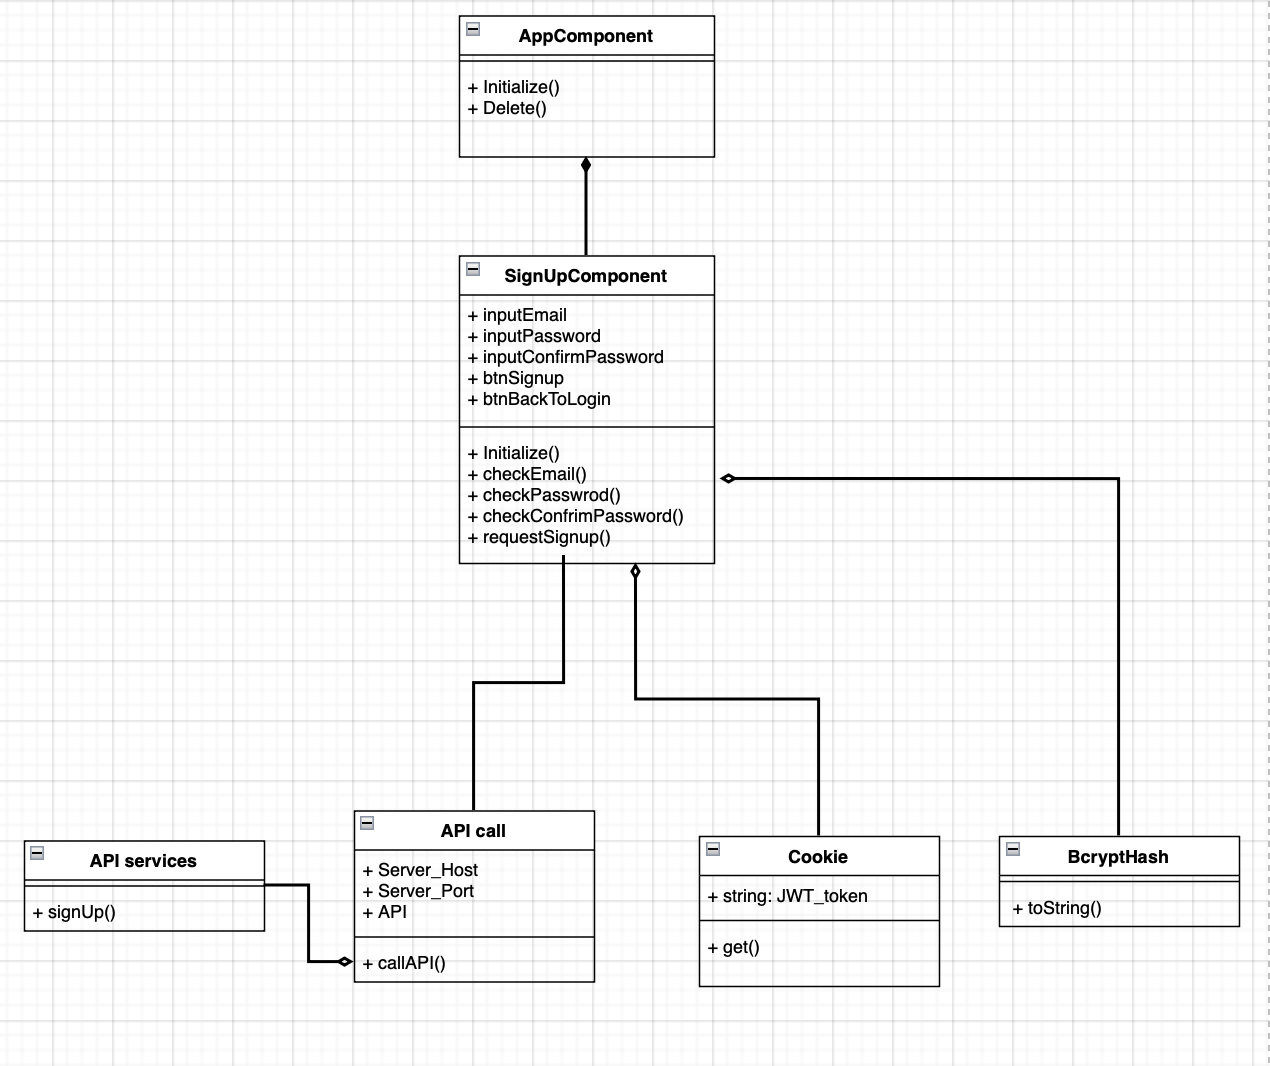 AppComponent
+ Initialize()
+ Delete()
SignUpComponent
+ inputEmail
+ inputPassword
+ inputConfirmPassword
+ btnSignup
+ btnBackToLogin
+ Initialize()
+ checkEmail()
+ checkPasswrod()
+ checkConfrimPassword()
+ requestSignup()
API services
+ signUp()
API call
+ Server_Host
+ Server_Port
+ API
+ callAPI()
Cookie
+ string: JWT_token
+ get()
BcryptHash
+ toString()